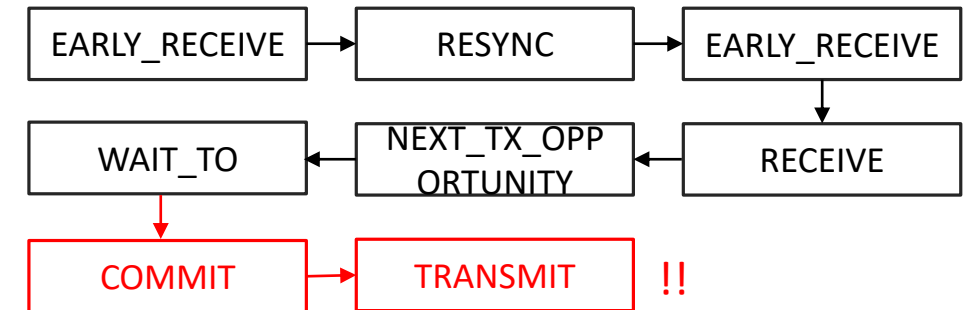 EARLY_RECEIVE
RESYNC
EARLY_RECEIVE
WAIT_TO
NEXT_TX_OPP
ORTUNITY
RECEIVE
COMMIT
TRANSMIT
!!